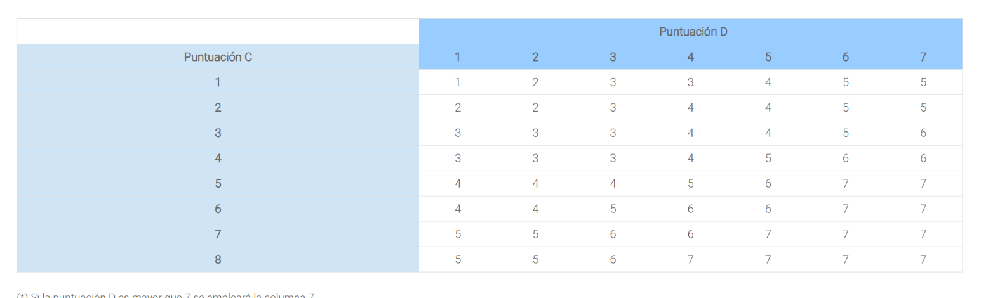 Puntuación D
Puntuación C 1 2 3 4 5 6 7
1 1 2 3 3 4 5 5
2 2 2 3 4 4 5 5
3 3 3 3 4 4 5 6
4 3 3 3 4 5 6 6
5 4 4 4 5 6 7 7
6 4 4 5 6 6 7 7
7 5 5 6 6 7 7 7
8 5 5 6 7 7 7 7
(*) Si la puntuación D es mayor que 7 se empleará la columna 7